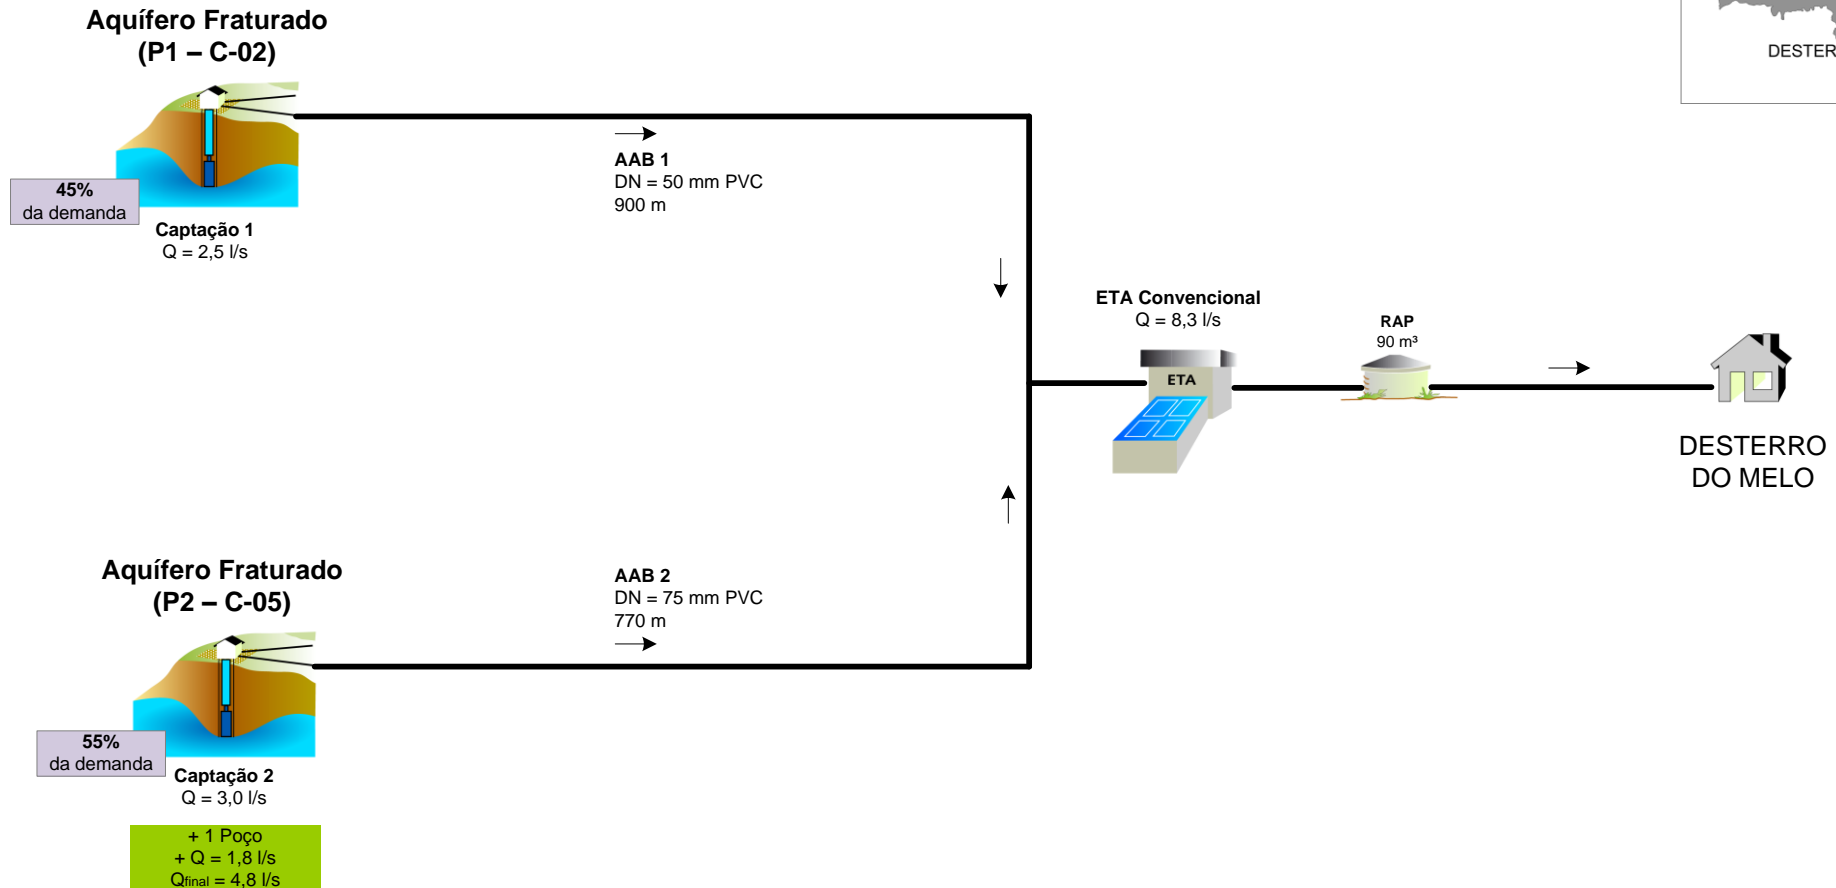 Aquífero Fraturado
(P1 – C-02)
45%
da demanda
Captação 1
Q = 2,5 l/s
AAB 1
DN = 50 mm PVC
900 m
DESTER
ETA Convencional
Q = 8,3 l/s
ETA
RAP
90 m³
DESTERRO
DO MELO
Aquífero Fraturado
(P2 – C-05)
55%
da demanda
Captação 2
Q = 3,0 l/s
+ 1 Poço
+ Q = 1,8 l/s
Qfinal = 4,8 l/s
AAB 2
DN = 75 mm PVC
770 m